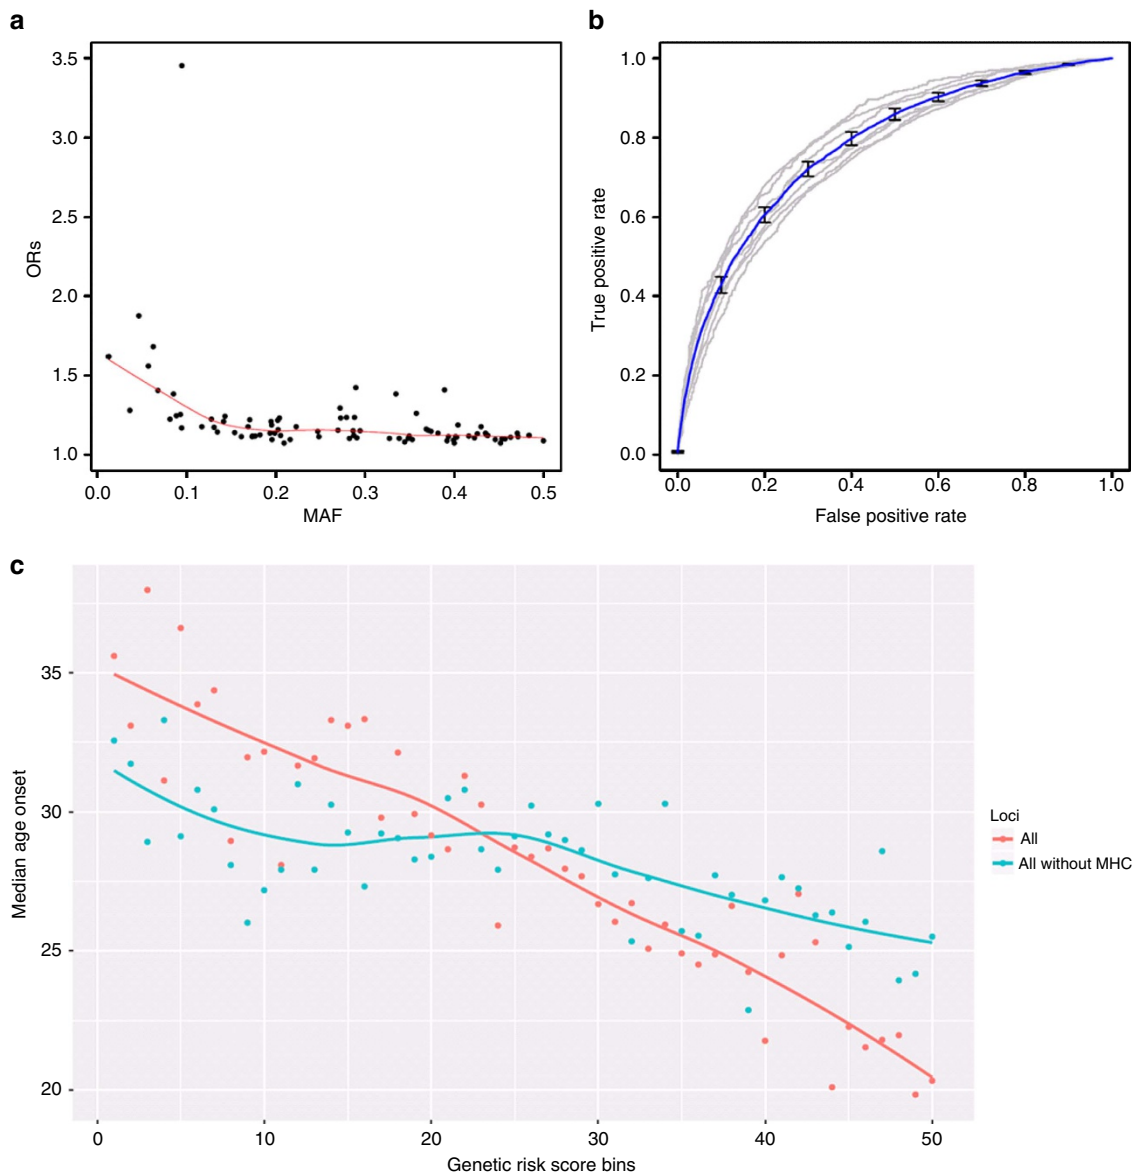 a
3.5
3.0
2.5
2.0
1.5
1.0
ORs
0.0 0.1 0.2 0.3 0.4 0.5
MAF
b
1.0
0.8
0.6
0.4
0.2
0.0
True positive rate
0.0 0.2 0.4 0.6 0.8 1.0
False positive rate
c
35
30
25
20
Median age onset
0 10 20 30 40 50
Genetic risk score bins
Loci
All
All without MHC